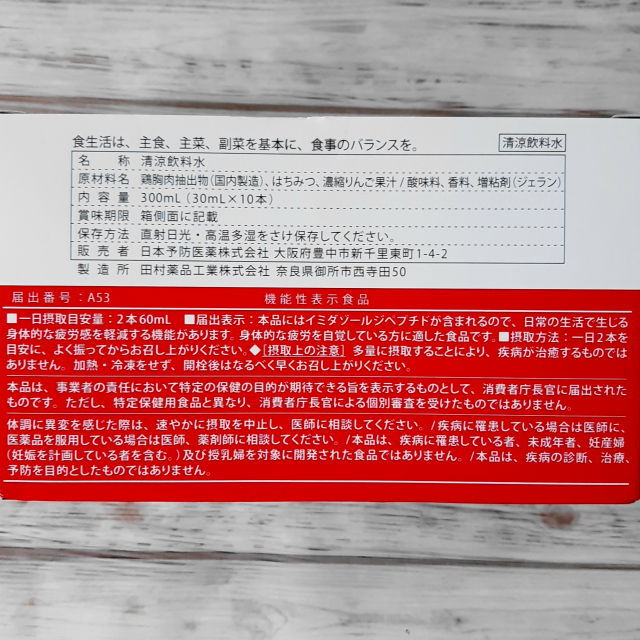 食生活は、主食、主菜、副菜を基本に、食事のバランスを。 清涼飲料水
名 称 清涼飲料水
原材料名 鶏胸肉抽出物(国内製造)、はちみつ、濃縮りんご果汁/酸味料、香料、増粘剤(ジェラン)
内容量 300mL(30mL×10本)
賞味期限 箱側面に記載
保存方法 直射日光・高温多湿をさけ保存してください。
販売者 日本予防医薬株式会社 大阪府豊中市新千里東町1-4-2
製造所 田村薬品工業株式会社 奈良県御所市西寺田50
届出番号:A53 機能性表示食品
■一日摂取目安量:2本60mL ■届出表示:本品にはイミダゾールジペプチドが含まれるので、日常の生活で生じる
身体的な疲労感を軽減する機能があります。身体的な疲労を自覚している方に適した食品です。■摂取方法:一日2本を
目安に、よく振ってからお召し上がりください。◆[摂取上の注意] 多量に摂取することにより、疾病が治癒するものでは
ありません。加熱・冷凍をせず、開栓後はなるべく早くお召し上がりください。
本品は、事業者の責任において特定の保健の目的が期待できる旨を表示するものとして、消費者庁長官に届出された
ものです。ただし、特定保健用食品と異なり、消費者庁長官による個別審査を受けたものではありません。
体調に異変を感じた際は、速やかに摂取を中止し、医師に相談してください。/疾病に罹患している場合は医師に、
医薬品を服用している場合は医師、薬剤師に相談してください。/本品は、疾病に罹患している者、未成年者、妊産婦
(妊娠を計画している者を含む。)及び授乳婦を対象に開発された食品ではありません。/本品は、疾病の診断、治療、
予防を目的としたものではありません。